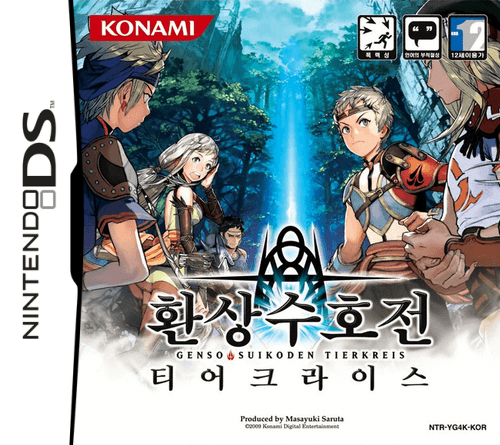 KONAMI
폭 력 성
언어의 부적절성
12
12세이용가
NINTENDO DS™
환상수호전
GENSO SUIKODEN TIERKREIS
티어크라이스
Produced by Masayuki Saruta
©2009 Konami Digital Entertainment
NTR-YG4K-KOR